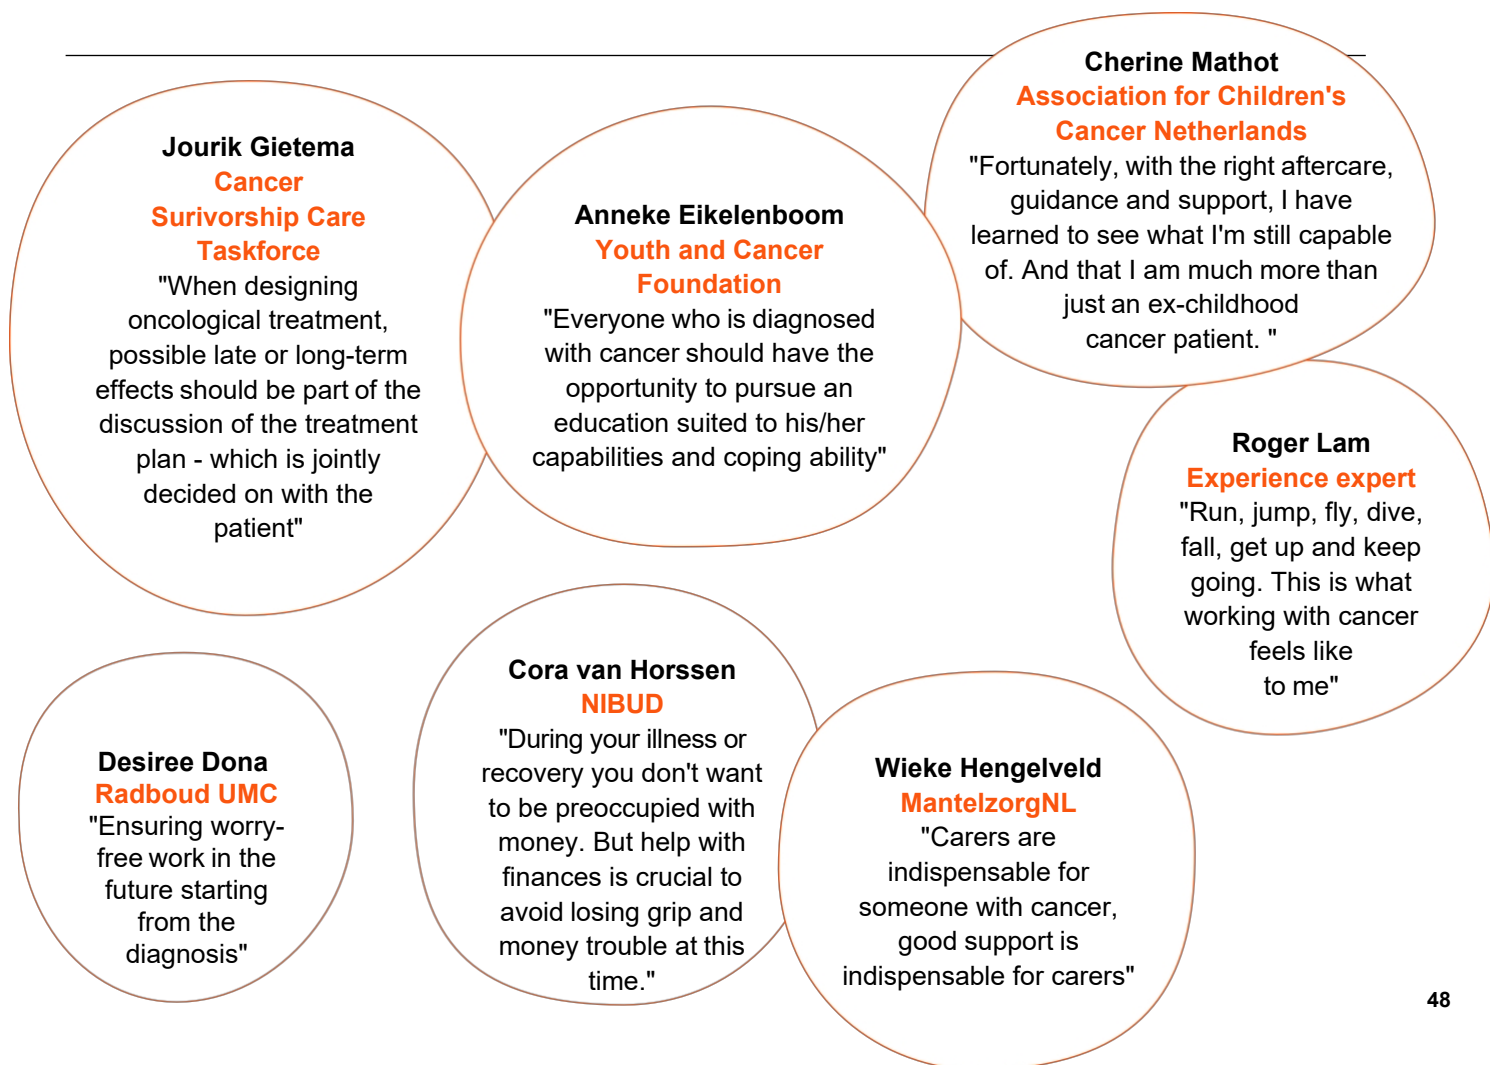 Jourik Gietema
Cancer
Surivorship Care
Taskforce
"When designing
oncological treatment,
possible late or long-term
effects should be part of the
discussion of the treatment
plan - which is jointly
decided on with the
patient"
Anneke Eikelenboom
Youth and Cancer
Foundation
"Everyone who is diagnosed
with cancer should have the
opportunity to pursue an
education suited to his/her
capabilities and coping ability"
Cherine Mathot
Association for Children's
Cancer Netherlands
"Fortunately, with the right aftercare,
guidance and support, I have
learned to see what I'm still capable
of. And that I am much more than
just an ex-childhood
cancer patient. "
Roger Lam
Experience expert
"Run, jump, fly, dive,
fall, get up and keep
going. This is what
working with cancer
feels like
to me"
Desiree Dona
Radboud UMC
"Ensuring worry-
free work in the
future starting
from the
diagnosis"
Cora van Horssen
NIBUD
"During your illness or
recovery you don't want
to be preoccupied with
money. But help with
finances is crucial to
avoid losing grip and
money trouble at this
time."
Wieke Hengelveld
MantelzorgNL
"Carers are
indispensable for
someone with cancer,
good support is
indispensable for carers"
48